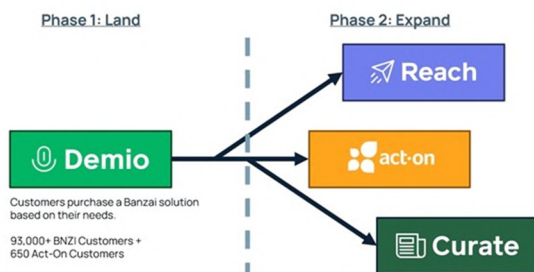 Phase 1: Land
Phase 2: Expand
Reach
Demio
act-on
Customers purchase a Banzai solution
based on their needs.
93,000+ BNZI Customers +
650 Act-On Customers
Curate